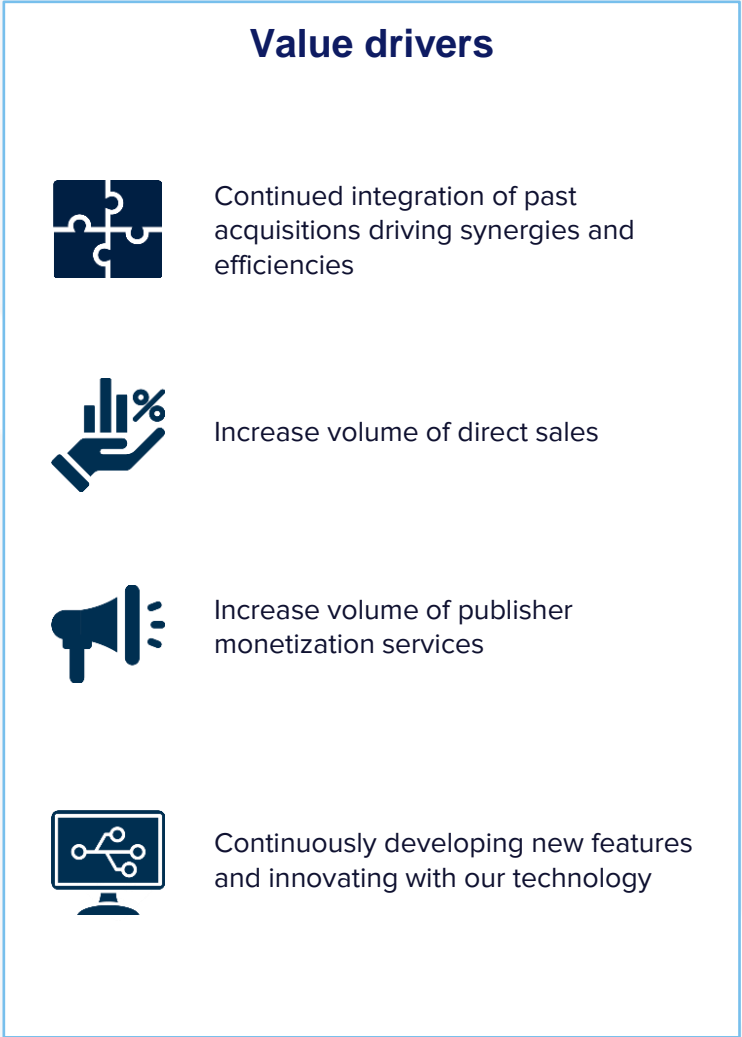 Value drivers
Continued integration of past
acquisitions driving synergies and
efficiencies
%
Increase volume of direct sales
Increase volume of publisher
monetization services
Continuously developing new features
and innovating with our technology